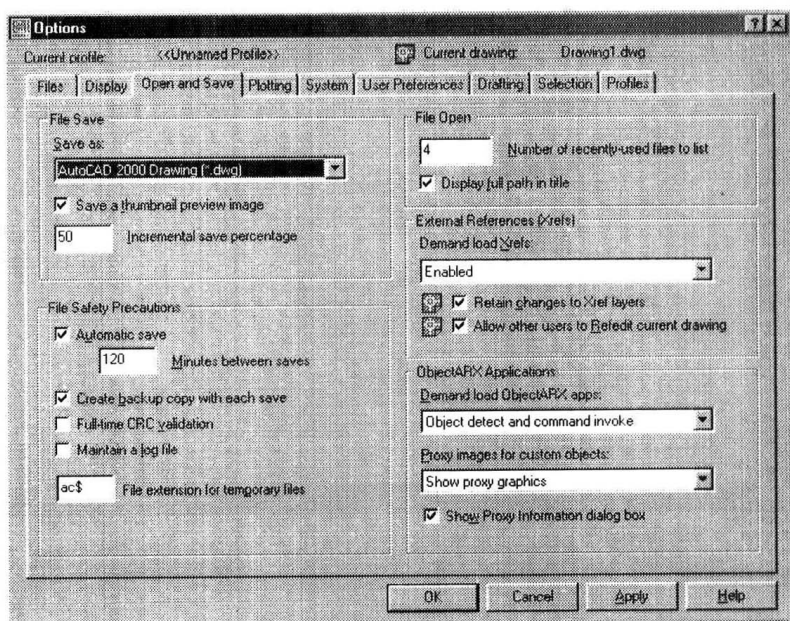 Options
Current profile: <<Unnamed Profile>> Current drawing: Drawing1.dwg
Files Display Open and Save Plotting System User Preferences Drafting Selection Profiles
File Save
Save as:
AutoCAD 2000 Drawing (*.dwg)
Save a thumbnail preview image
50 Incremental save percentage
File Safety Precautions
Automatic save
120 Minutes between saves
Create backup copy with each save
Full-time CRC validation
Maintain a log file
ac$ File extension for temporary files
File Open
4 Number of recently-used files to list
Display full path in title
External References (Xrefs)
Demand load Xrefs:
Enabled
Retain changes to Xref layers
Allow other users to Refedit current drawing
ObjectARX Applications
Demand load ObjectARX apps:
Object detect and command invoke
Proxy images for custom objects:
Show proxy graphics
Show Proxy Information dialog box
OK Cancel Apply Help